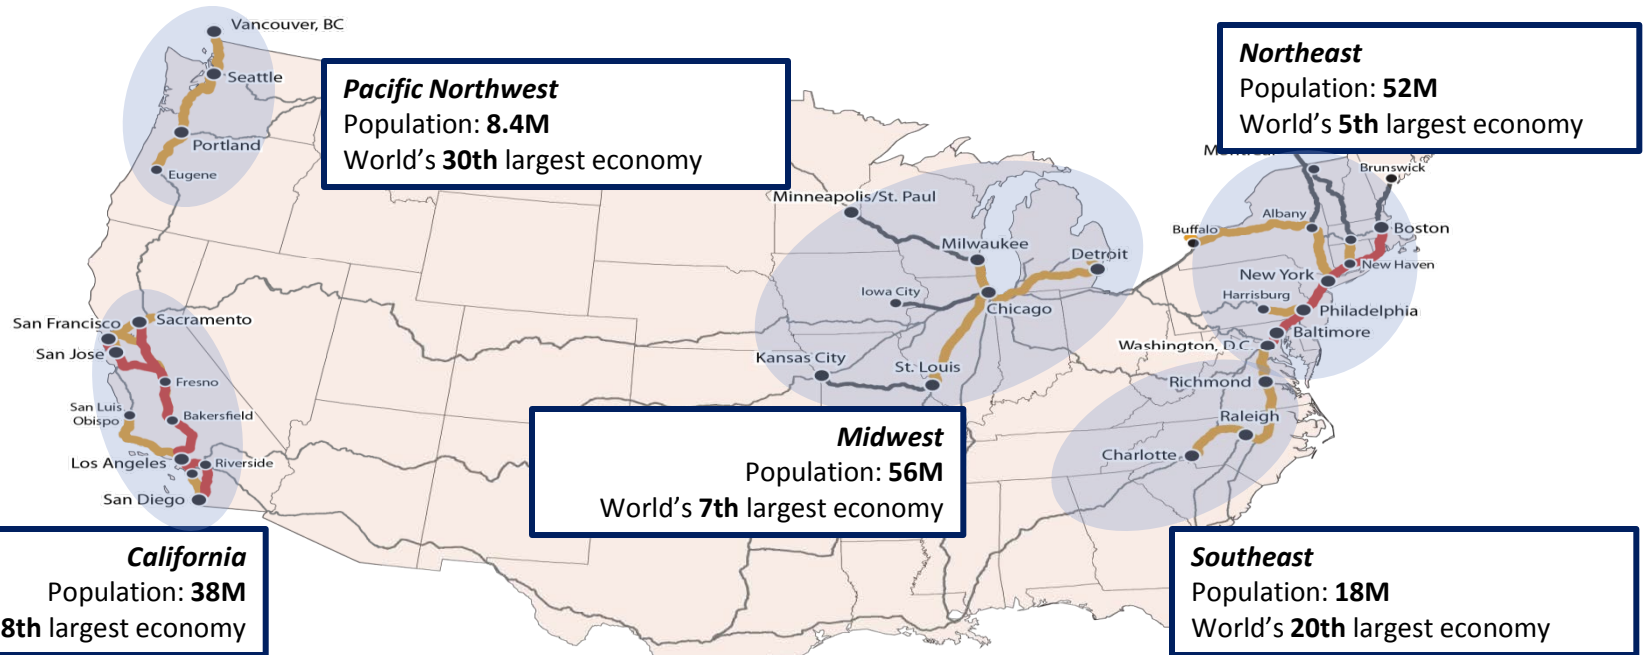 Vancouver, BC
Seattle
Portland
Eugene
Pacific Northwest
Population: 8.4M
World's 30th largest economy
Northeast
Population: 52M
World's 5th largest economy
Brunswick
Albany
Buffalo
Boston
New Haven
New York
Harrisburg
Philadelphia
Baltimore
Washington, D.C.
Minneapolis/St. Paul
Milwaukee
Detroit
Iowa City
Chicago
Kansas City
St. Louis
San Francisco
Sacramento
San Jose
Fresno
San Luis
Obispo
Bakersfield
Los Angeles
Riverside
San Diego
Richmond
Raleigh
Charlotte
Midwest
Population: 56M
World's 7th largest economy
California
Population: 38M
8th largest economy
Southeast
Population: 18M
World's 20th largest economy